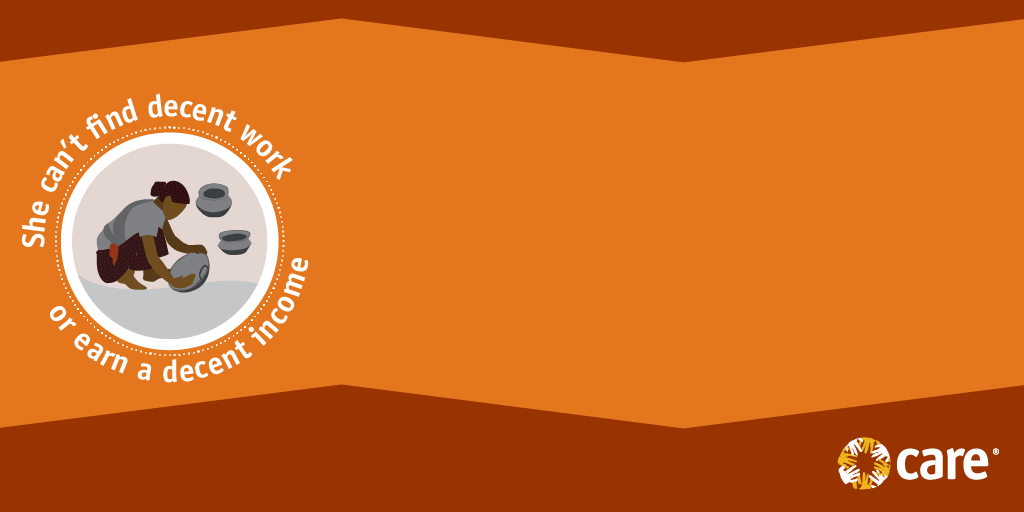 She can't find decent work
or earn a decent income
care®